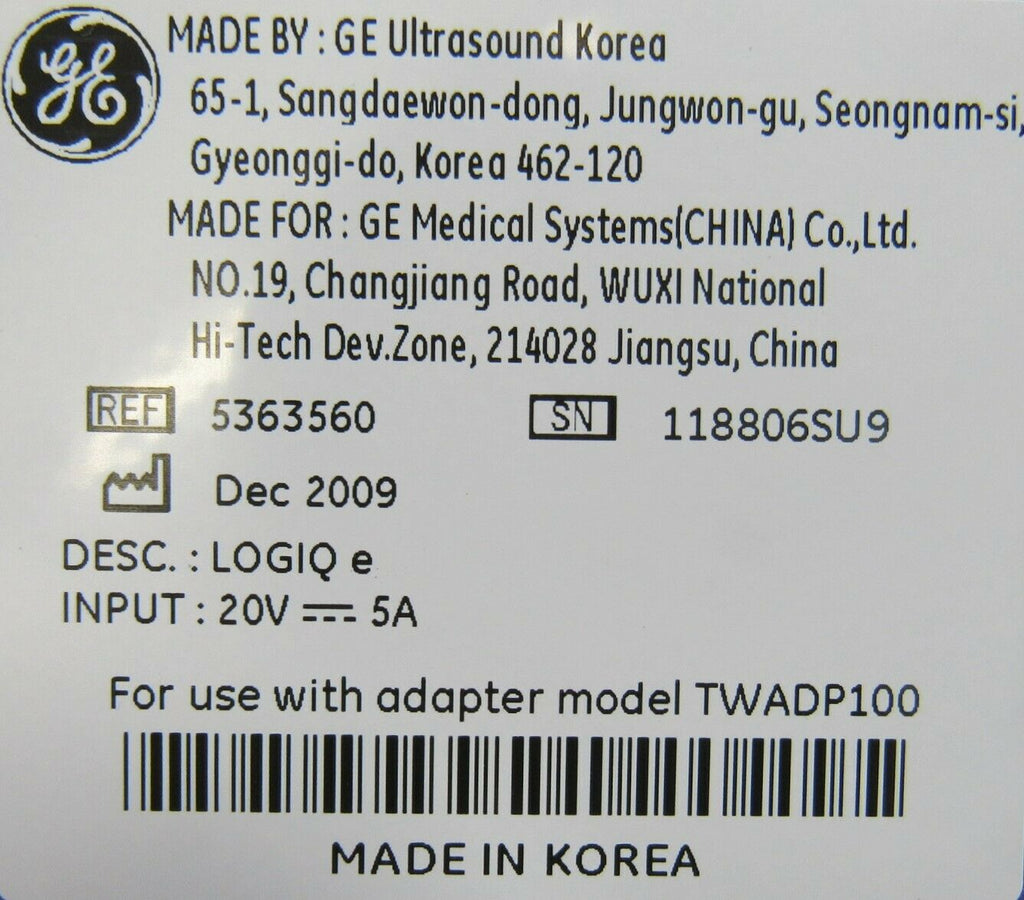 GE
MADE BY : GE Ultrasound Korea
65-1, Sangdaewon-dong, Jungwon-gu, Seongnam-si,
Gyeonggi-do, Korea 462-120
MADE FOR : GE Medical Systems(CHINA) Co.,Ltd.
NO.19, Changjiang Road, WUXI National
Hi-Tech Dev.Zone, 214028 Jiangsu, China
REF 5363560 SN 118806SU9
Dec 2009
DESC. : LOGIQ e
INPUT : 20V ⎓ 5A
For use with adapter model TWADP100
MADE IN KOREA